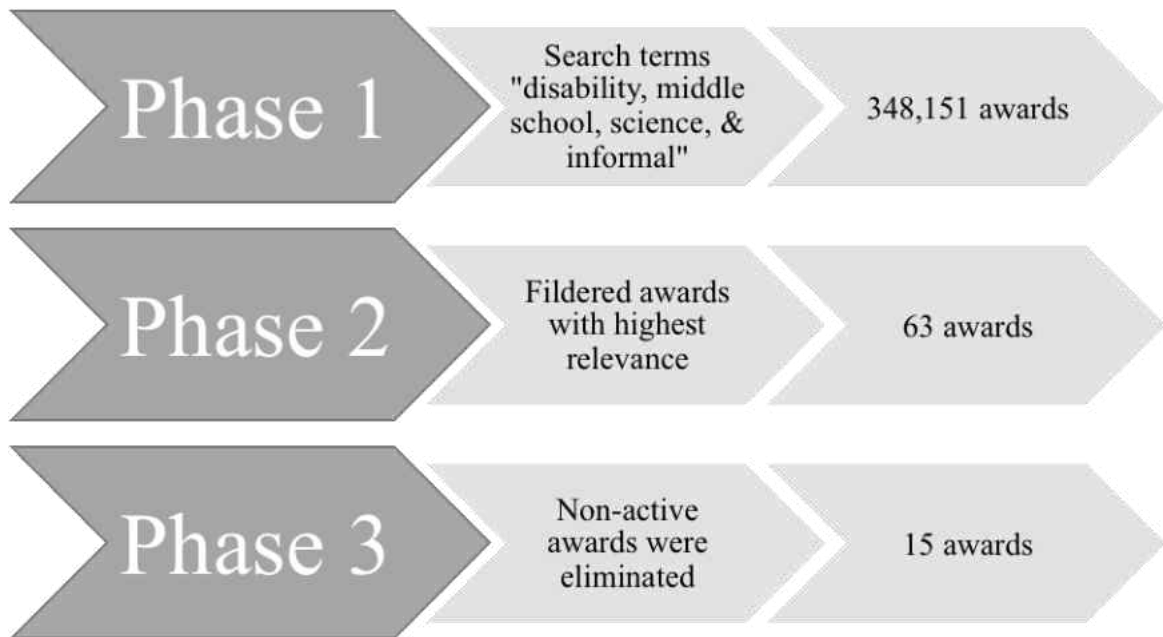 Phase 1
Search terms
"disability, middle
school, science, &
informal"
348,151 awards
Phase 2
Fildered awards
with highest
relevance
63 awards
Phase 3
Non-active
awards were
eliminated
15 awards